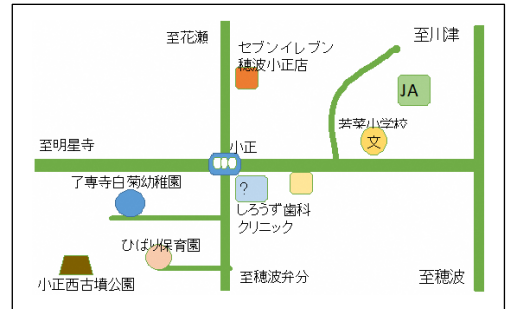 至花瀬
セブンイレブン
穂波小正店
至川津
JA
若菜小学校
文
至明星寺
小正
了専寺白菊幼稚園
?
しろうず歯科
クリニック
ひばり保育園
小正西古墳公園
至穂波弁分
至穂波